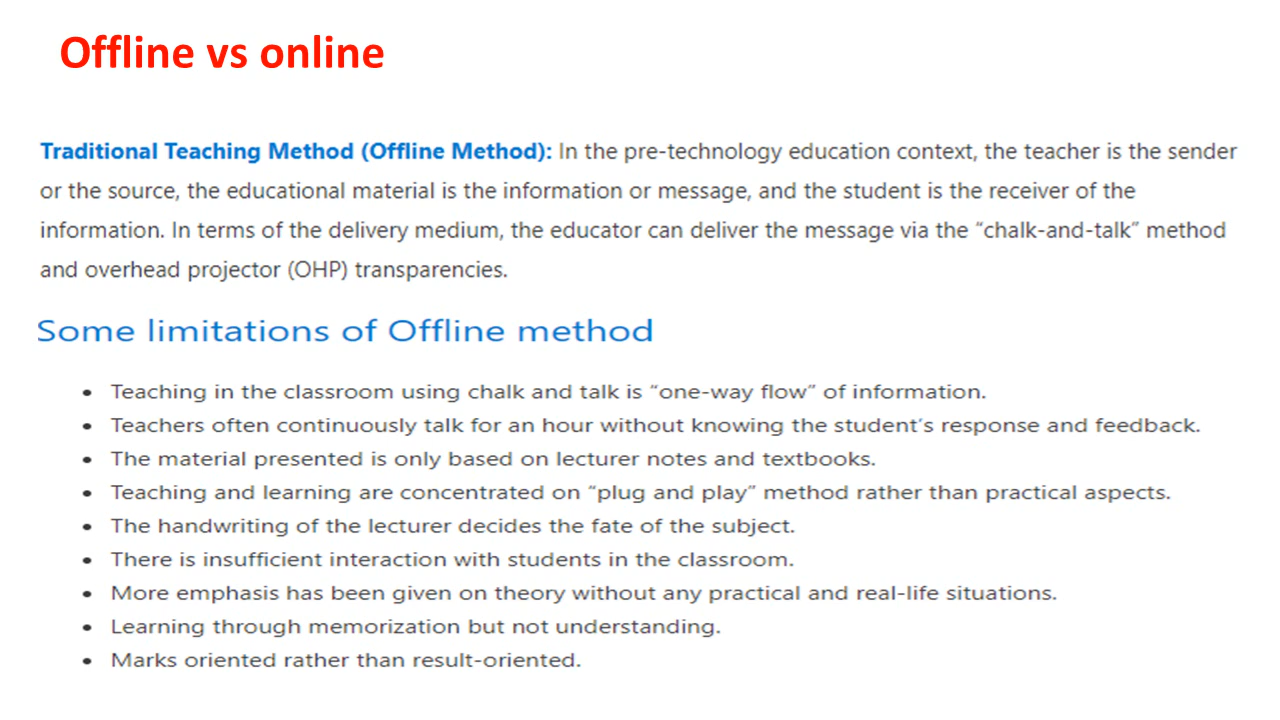 Offline vs online
Traditional Teaching Method (Offline Method): In the pre-technology education context, the teacher is the sender
or the source, the educational material is the information or message, and the student is the receiver of the
information. In terms of the delivery medium, the educator can deliver the message via the “chalk-and-talk” method
and overhead projector (OHP) transparencies.
Some limitations of Offline method
• Teaching in the classroom using chalk and talk is “one-way flow” of information.
• Teachers often continuously talk for an hour without knowing the student’s response and feedback.
• The material presented is only based on lecturer notes and textbooks.
• Teaching and learning are concentrated on “plug and play” method rather than practical aspects.
• The handwriting of the lecturer decides the fate of the subject.
• There is insufficient interaction with students in the classroom.
• More emphasis has been given on theory without any practical and real-life situations.
• Learning through memorization but not understanding.
• Marks oriented rather than result-oriented.